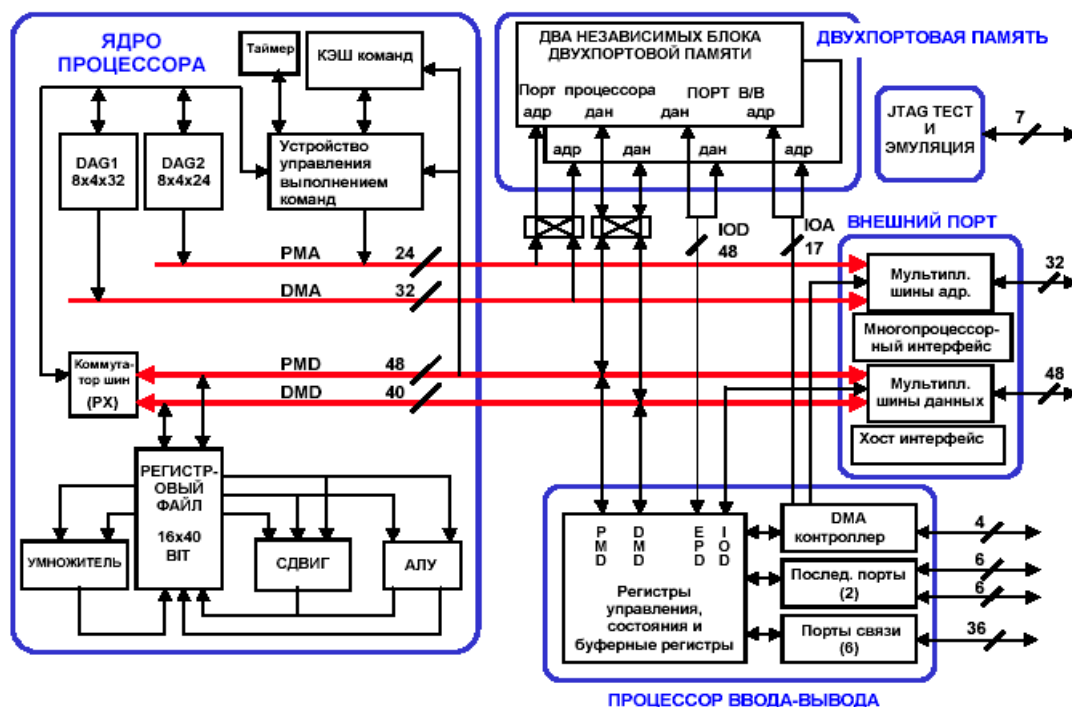 ЯДРО
ПРОЦЕССОРА
Таймер
КЭШ команд
DAG1
8x4x32
DAG2
8x4x24
Устройство
управления
выполнением
команд
PMA 24
DMA 32
PMD 48
DMD 40
Коммута-
тор шин
(PX)
РЕГИСТР-
ОВЫЙ
ФАЙЛ
16x40
BIT
УМНОЖИТЕЛЬ
СДВИГ
АЛУ
ДВА НЕЗАВИСИМЫХ БЛОКА
ДВУХПОРТОВОЙ ПАМЯТИ
Порт процессора ПОРТ В/В
адр дан дан адр
адр дан дан адр
ДВУХПОРТОВАЯ ПАМЯТЬ
JTAG ТЕСТ
И
ЭМУЛЯЦИЯ
7
IOD
48
IOA
17
ВНЕШНИЙ ПОРТ
Мультипл.
шины адр.
32
Многопроцессор-
ный интерфейс
Мультипл.
шины данных
48
Хост интерфейс
PMD
DMD
EPD
IOD
Регистры
управления,
состояния и
буферные регистры
DMA
контроллер
4
Послед. порты
(2)
6
6
Порты связи
(6)
36
ПРОЦЕССОР ВВОДА-ВЫВОДА